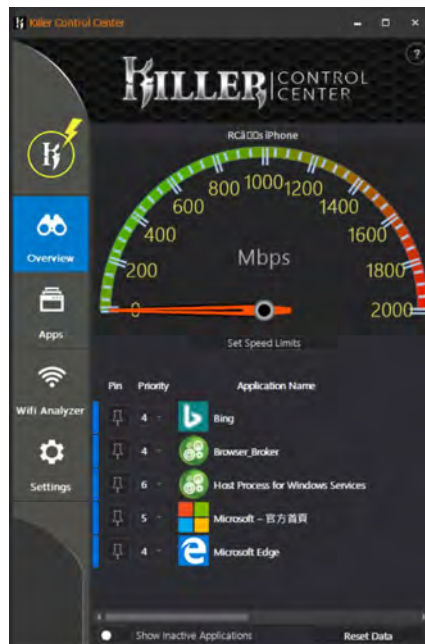 Killer Control Center
?
KILLER CONTROL CENTER
RCâ□□s iPhone
0 200 400 600 800 1000 1200 1400 1600 1800 2000
Mbps
Set Speed Limits
Overview
Apps
Wifi Analyzer
Settings
Pin Priority Application Name
4 Bing
4 Browser_Broker
6 Host Process for Windows Services
5 Microsoft – 官方首頁
4 Microsoft Edge
Show Inactive Applications Reset Data